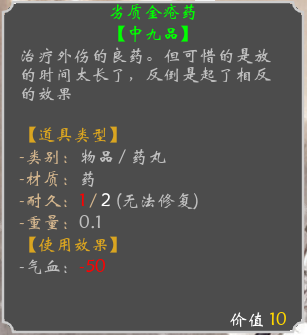 劣质金疮药
【中九品】
治疗外伤的良药。但可惜的是放
的时间太长了，反倒是起了相反
的效果
【道具类型】
-类别：物品/药丸
-材质：药
-耐久：1/2 (无法修复)
-重量：0.1
【使用效果】
-气血：-50
价值 10